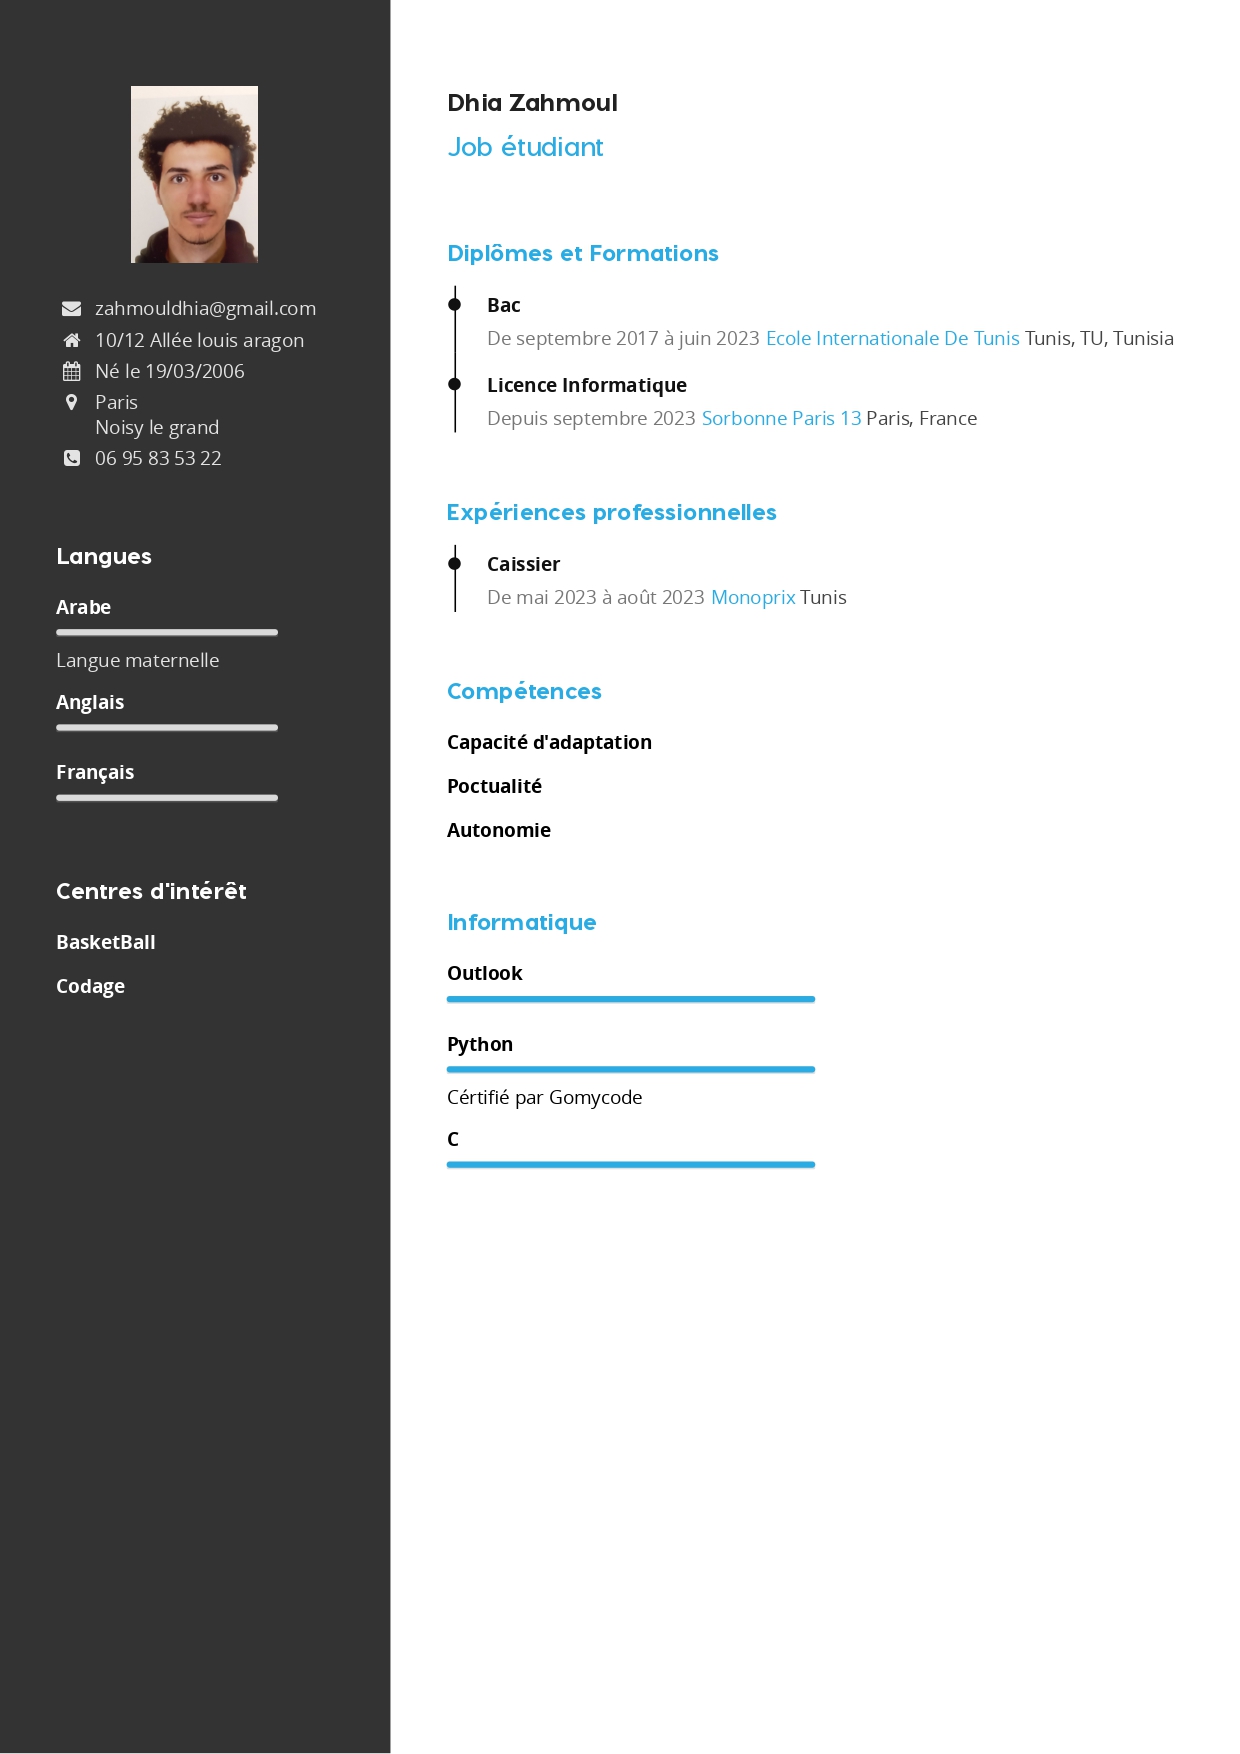 zahmouldhia@gmail.com
10/12 Allée louis aragon
Né le 19/03/2006
Paris
Noisy le grand
06 95 83 53 22
Langues
Arabe
Langue maternelle
Anglais
Français
Centres d'intérêt
BasketBall
Codage
Dhia Zahmoul
Job étudiant
Diplômes et Formations
Bac
De septembre 2017 à juin 2023 Ecole Internationale De Tunis Tunis, TU, Tunisia
Licence Informatique
Depuis septembre 2023 Sorbonne Paris 13 Paris, France
Expériences professionnelles
Caissier
De mai 2023 à août 2023 Monoprix Tunis
Compétences
Capacité d'adaptation
Poctualité
Autonomie
Informatique
Outlook
Python
Cértifié par Gomycode
C